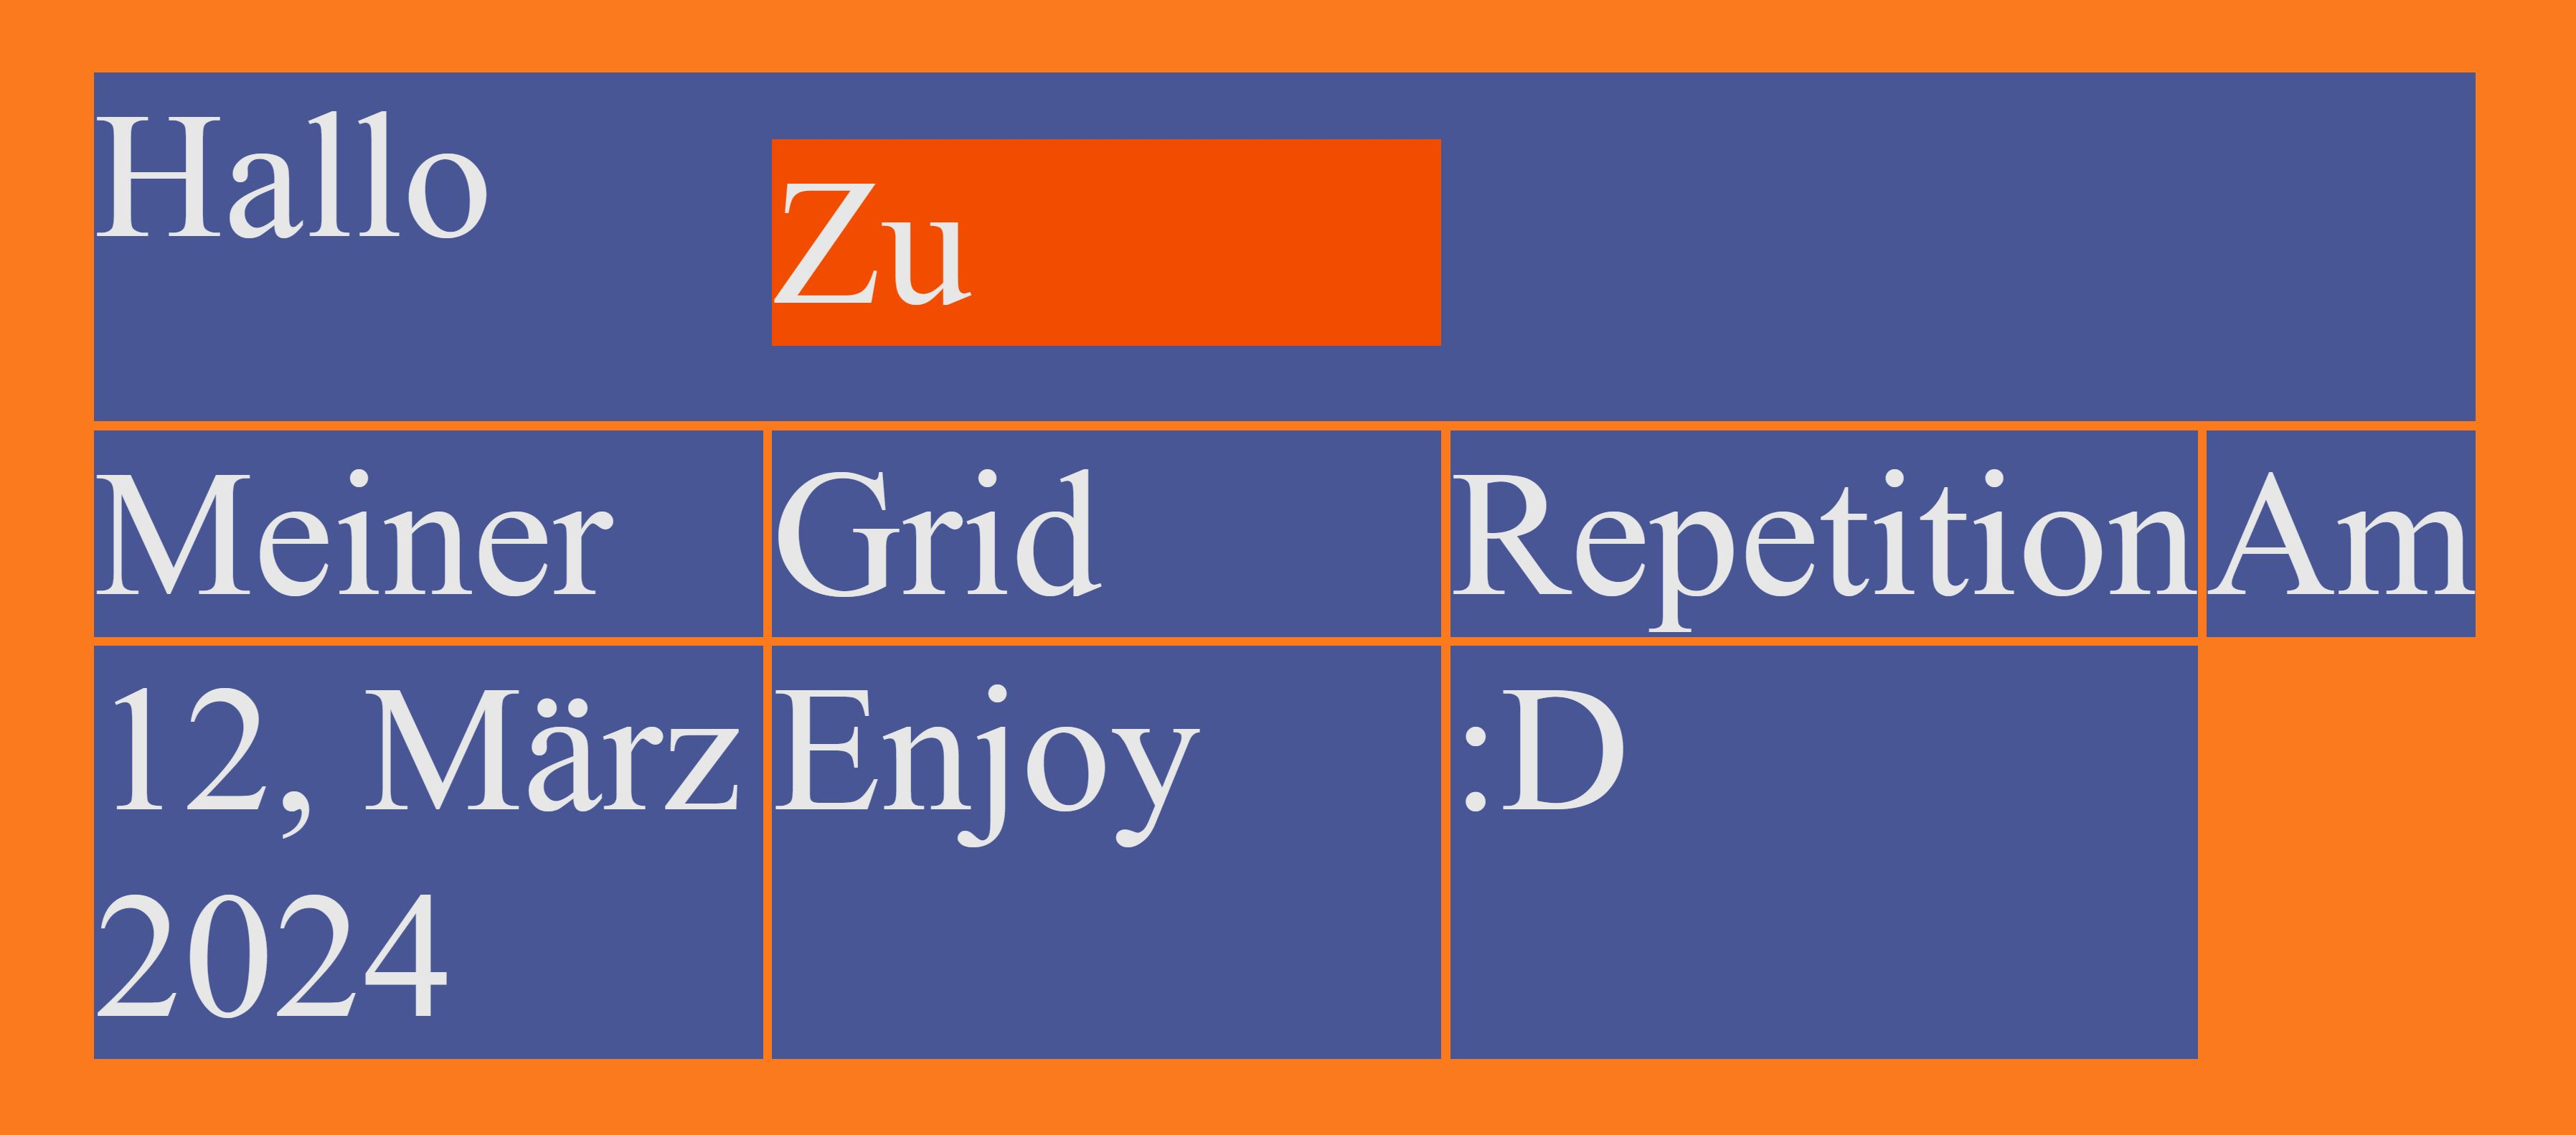 Hallo
Zu
Meiner
Grid
Repetition
Am
12, März
2024
Enjoy
:D